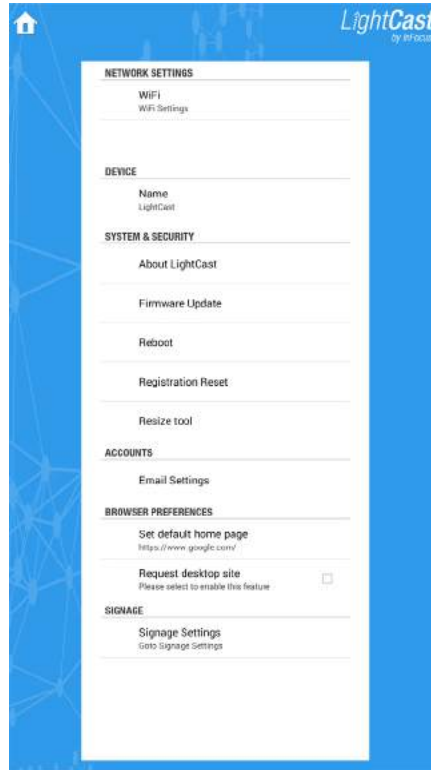 LightCast
by InFocus
NETWORK SETTINGS
WiFi
WiFi Settings
DEVICE
Name
LightCast
SYSTEM & SECURITY
About LightCast
Firmware Update
Reboot
Registration Reset
Resize tool
ACCOUNTS
Email Settings
BROWSER PREFERENCES
Set default home page
https://www.google.com/
Request desktop site
Please select to enable this feature
SIGNAGE
Signage Settings
Goto Signage Settings